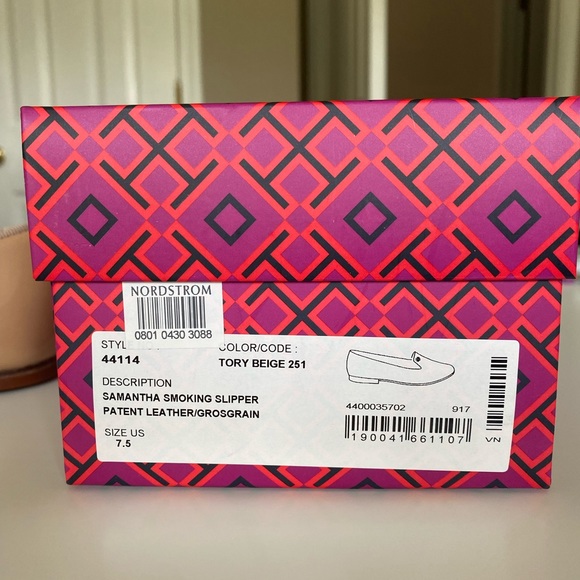 NORDSTROM
0801 0430 3088
STYL
COLOR/CODE :
44114
TORY BEIGE 251
DESCRIPTION
SAMANTHA SMOKING SLIPPER
PATENT LEATHER/GROSGRAIN
SIZE US
7.5
4400035702 917
190041661107
VN